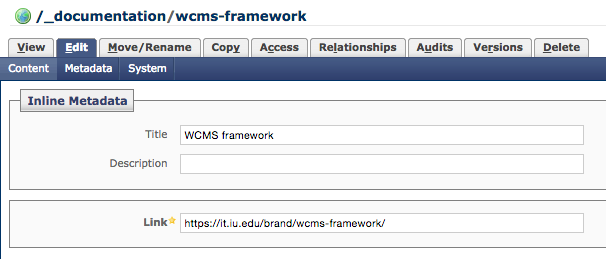 /_documentation/wcms-framework
View Edit Move/Rename Copy Access Relationships Audits Versions Delete
Content Metadata System
Inline Metadata
Title WCMS framework
Description
Link https://it.iu.edu/brand/wcms-framework/